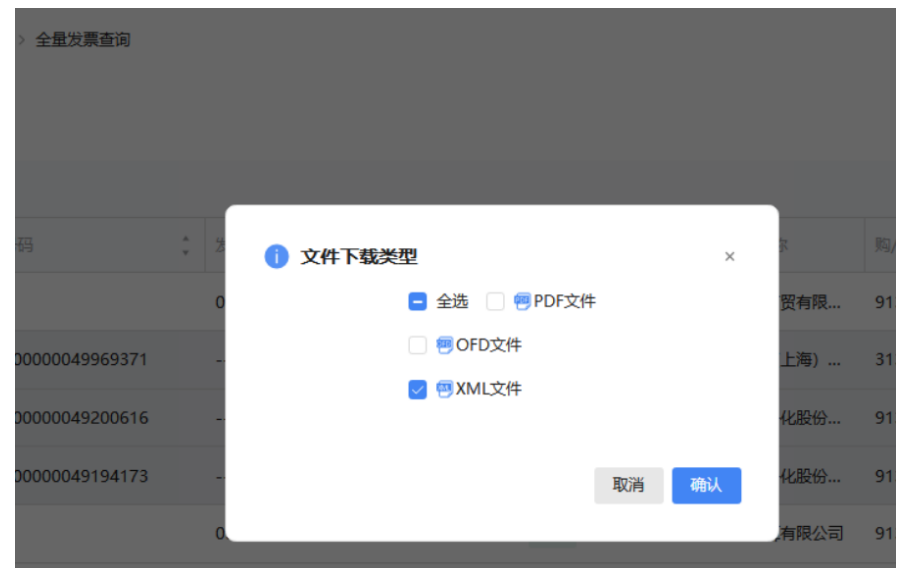 全量发票查询
码
购/
文件下载类型
全选 PDF文件
0
贸有限... 91
OFD文件
00000049969371 -- 上海) ... 31
XML文件
00000049200616 -- 化股份... 91
00000049194173 -- 化股份... 91
取消 确认
0 有限公司 91